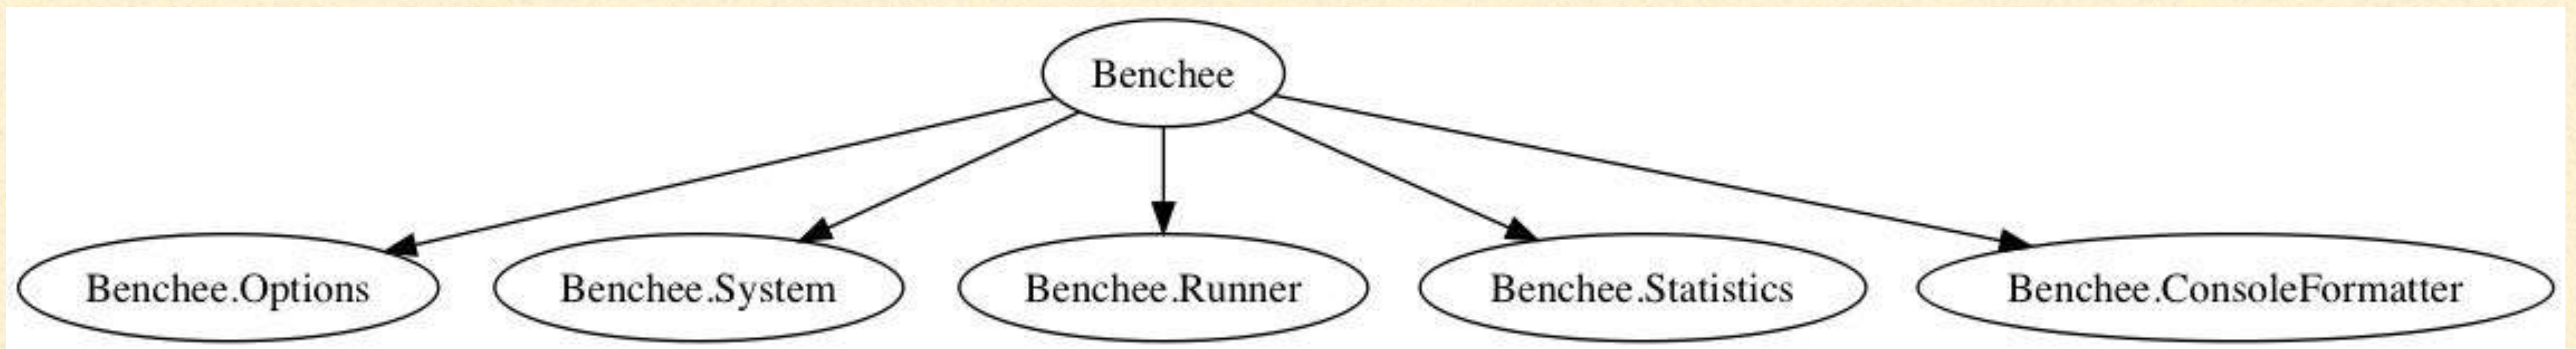 Benchee
Benchee.Options
Benchee.System
Benchee.Runner
Benchee.Statistics
Benchee.ConsoleFormatter